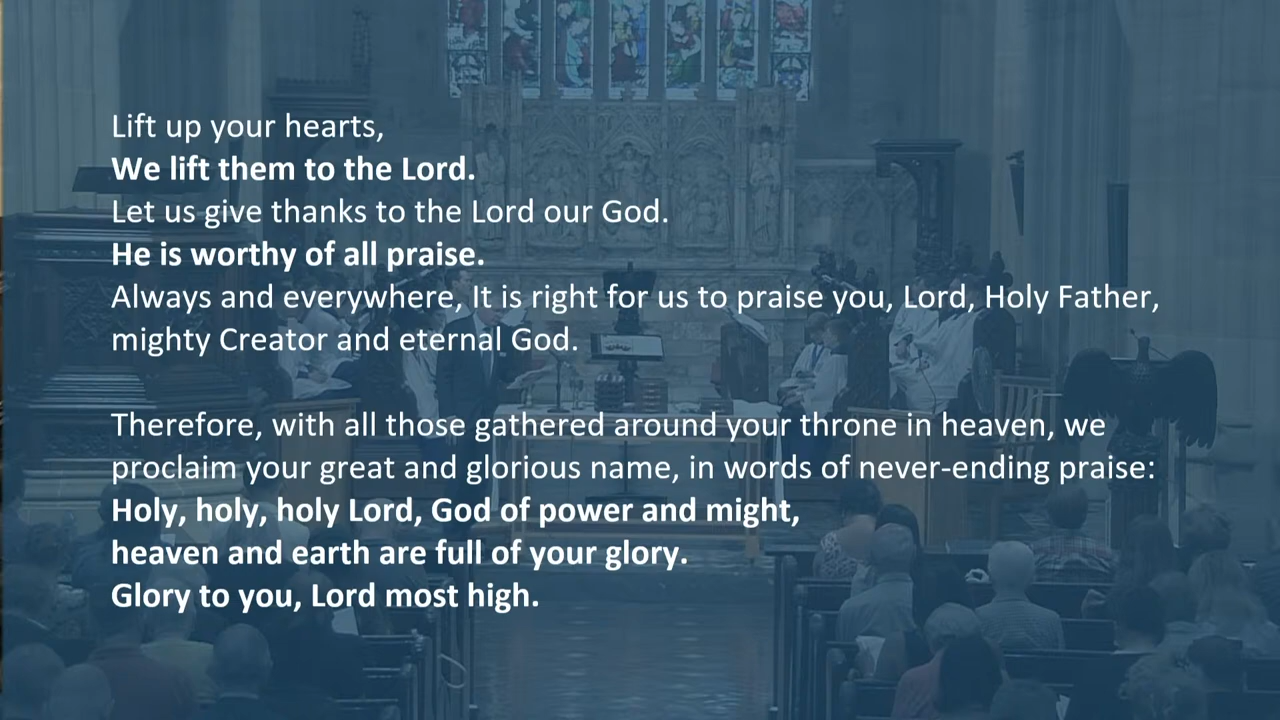 Lift up your hearts,
We lift them to the Lord.
Let us give thanks to the Lord our God.
He is worthy of all praise.
Always and everywhere, It is right for us to praise you, Lord, Holy Father,
mighty Creator and eternal God.
Therefore, with all those gathered around your throne in heaven, we
proclaim your great and glorious name, in words of never-ending praise:
Holy, holy, holy Lord, God of power and might,
heaven and earth are full of your glory.
Glory to you, Lord most high.